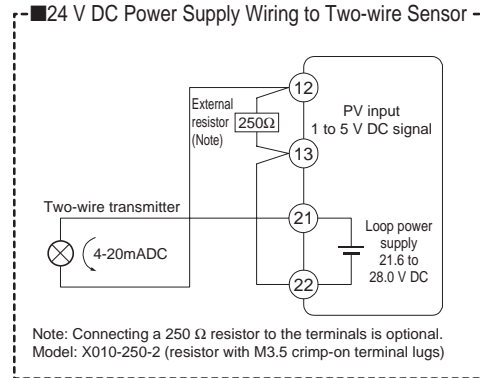 ■24 V DC Power Supply Wiring to Two-wire Sensor
12
External
resistor
(Note)
250Ω
PV input
1 to 5 V DC signal
13
Two-wire transmitter
21
4-20mADC
Loop power
supply
21.6 to
28.0 V DC
22
Note: Connecting a 250 Ω resistor to the terminals is optional.
Model: X010-250-2 (resistor with M3.5 crimp-on terminal lugs)